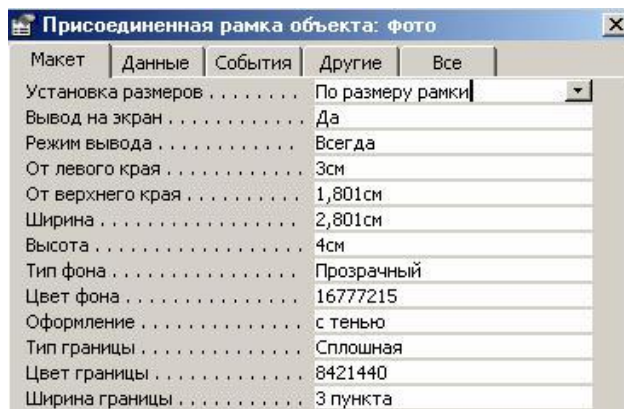 Присоединенная рамка объекта: фото
Макет Данные События Другие Все
Установка размеров . . . . . . . . По размеру рамки
Вывод на экран . . . . . . . . . . . . Да
Режим вывода . . . . . . . . . . . Всегда
От левого края . . . . . . . . . . . . 3см
От верхнего края . . . . . . . . . . 1,801см
Ширина . . . . . . . . . . . . . . . . . . 2,801см
Высота . . . . . . . . . . . . . . . . . . 4см
Тип фона . . . . . . . . . . . . . . . . Прозрачный
Цвет фона . . . . . . . . . . . . . . . 16777215
Оформление . . . . . . . . . . . . . . с тенью
Тип границы . . . . . . . . . . . . . . Сплошная
Цвет границы . . . . . . . . . . . . . 8421440
Ширина границы . . . . . . . . . . . 3 пункта